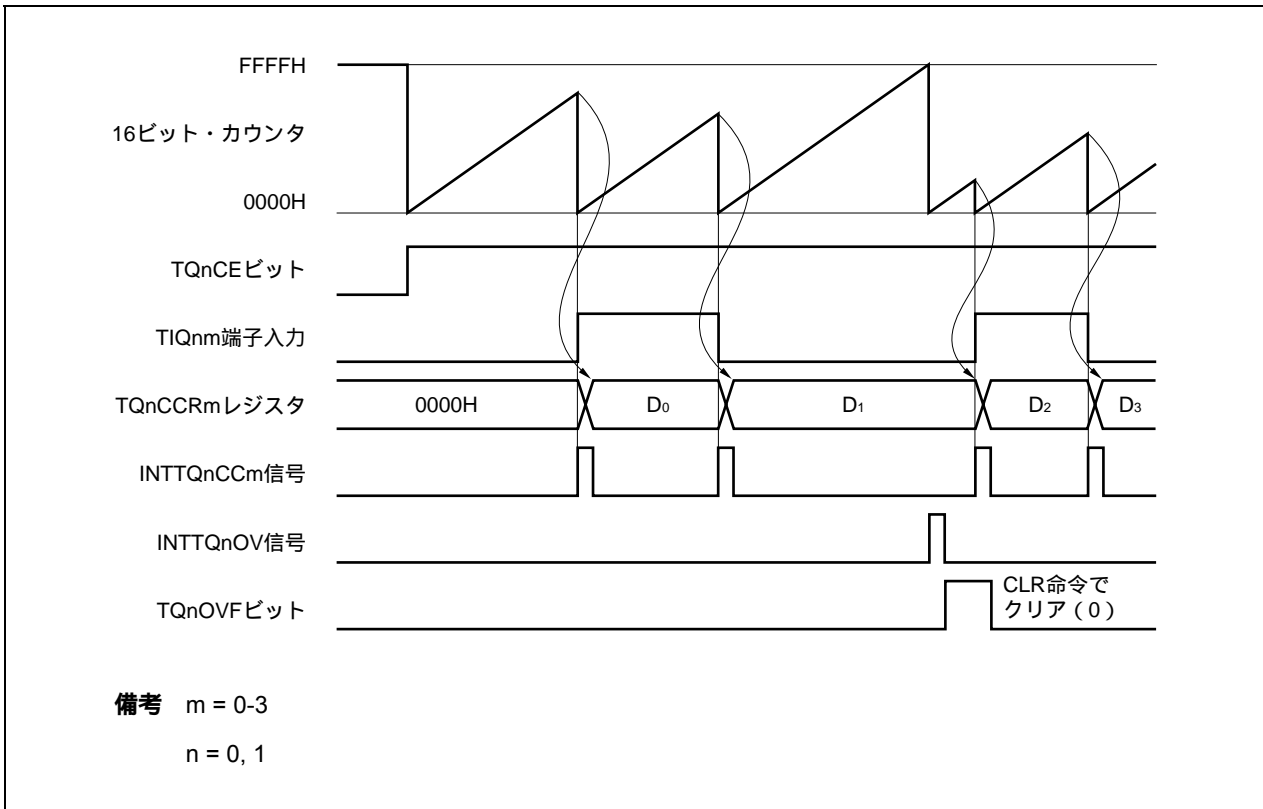 FFFFH
16ビット・カウンタ
0000H
TQnCEビット
TIQnm端子入力
TQnCCRmレジスタ
0000H
D0
D1
D2
D3
INTTQnCCm信号
INTTQnOV信号
TQnOVFビット
CLR命令で
クリア(0)
備考 m = 0-3
n = 0, 1